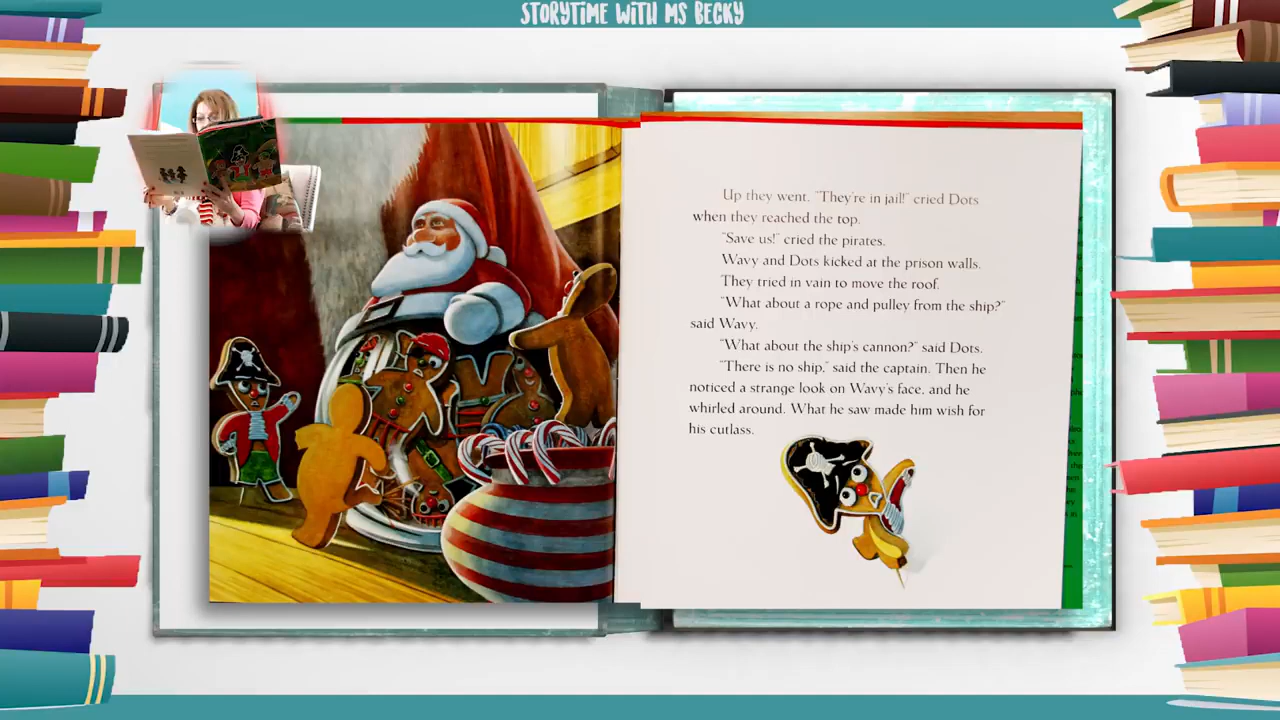 STORYTIME WITH MS BECKY
Up they went. "They're in jail!" cried Dots
when they reached the top.
"Save us!" cried the pirates.
Wavy and Dots kicked at the prison walls.
They tried in vain to move the roof.
"What about a rope and pulley from the ship?"
said Wavy.
"What about the ship's cannon?" said Dots.
"There is no ship," said the captain. Then he
noticed a strange look on Wavy's face, and he
whirled around. What he saw made him wish for
his cutlass.